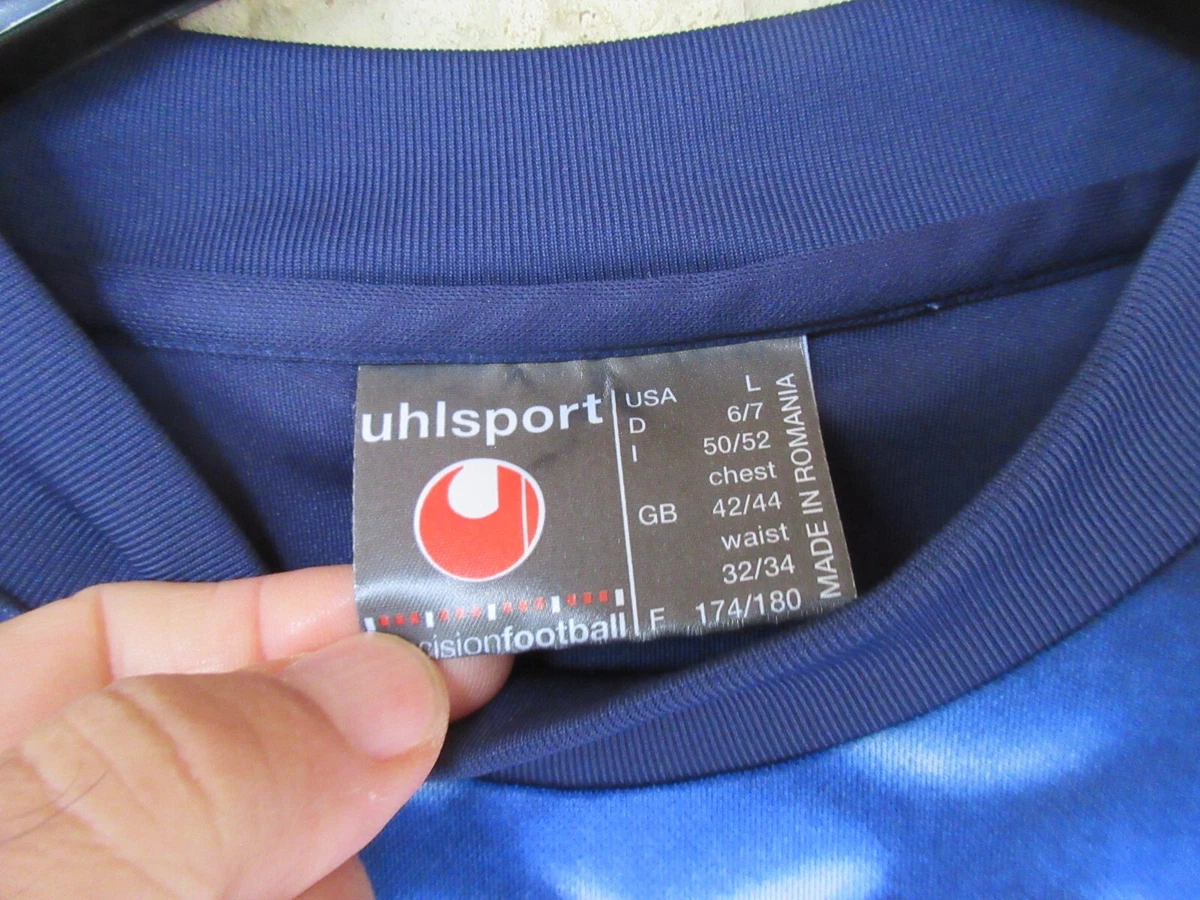 uhlsport
cisionfootball
USA L
D 6/7
I 50/52
chest
GB 42/44
waist
32/34
F 174/180
MADE IN ROMANIA